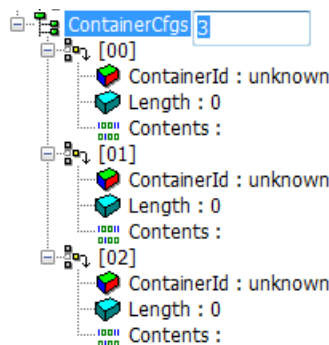 ContainerCfgs 3
[00]
ContainerId : unknown
Length : 0
Contents :
[01]
ContainerId : unknown
Length : 0
Contents :
[02]
ContainerId : unknown
Length : 0
Contents :